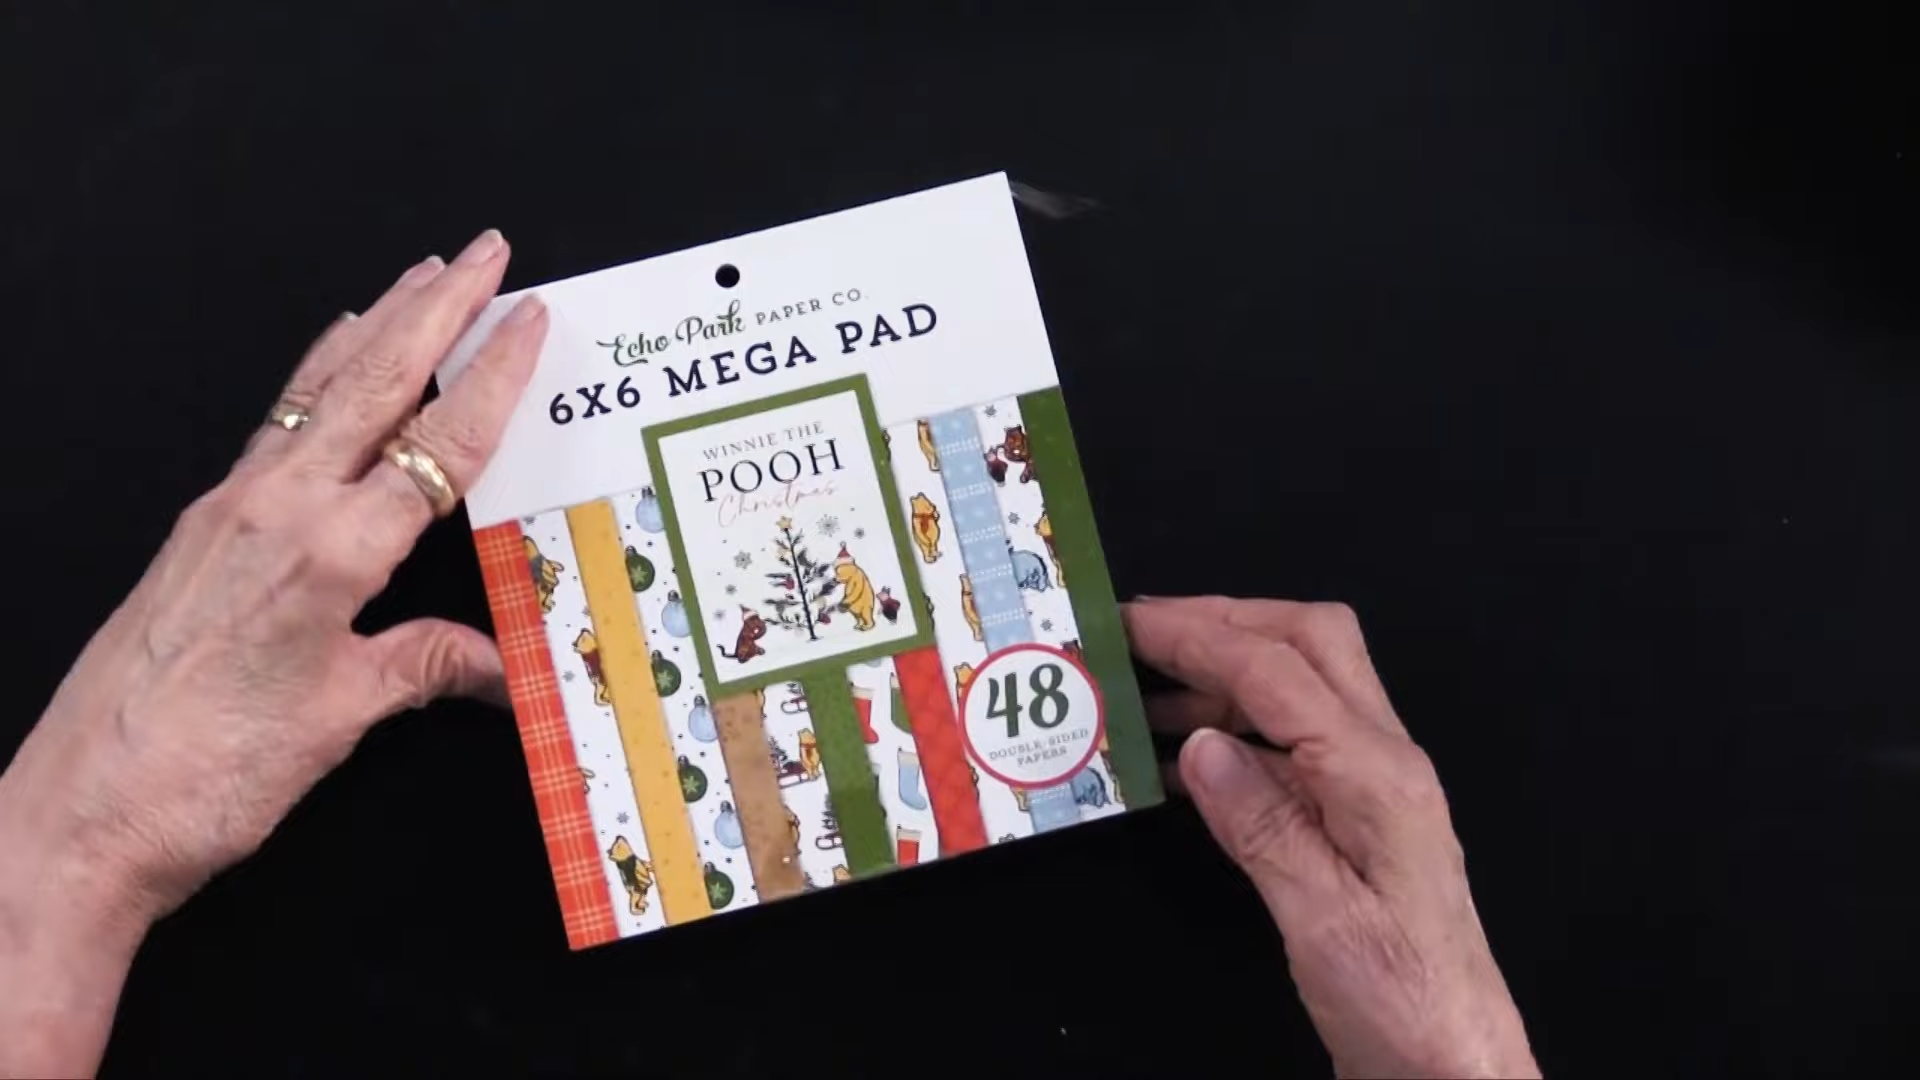 Echo Park PAPER CO.
6X6 MEGA PAD
WINNIE THE
POOH
Christmas
48
DOUBLE-SIDED
PAPERS